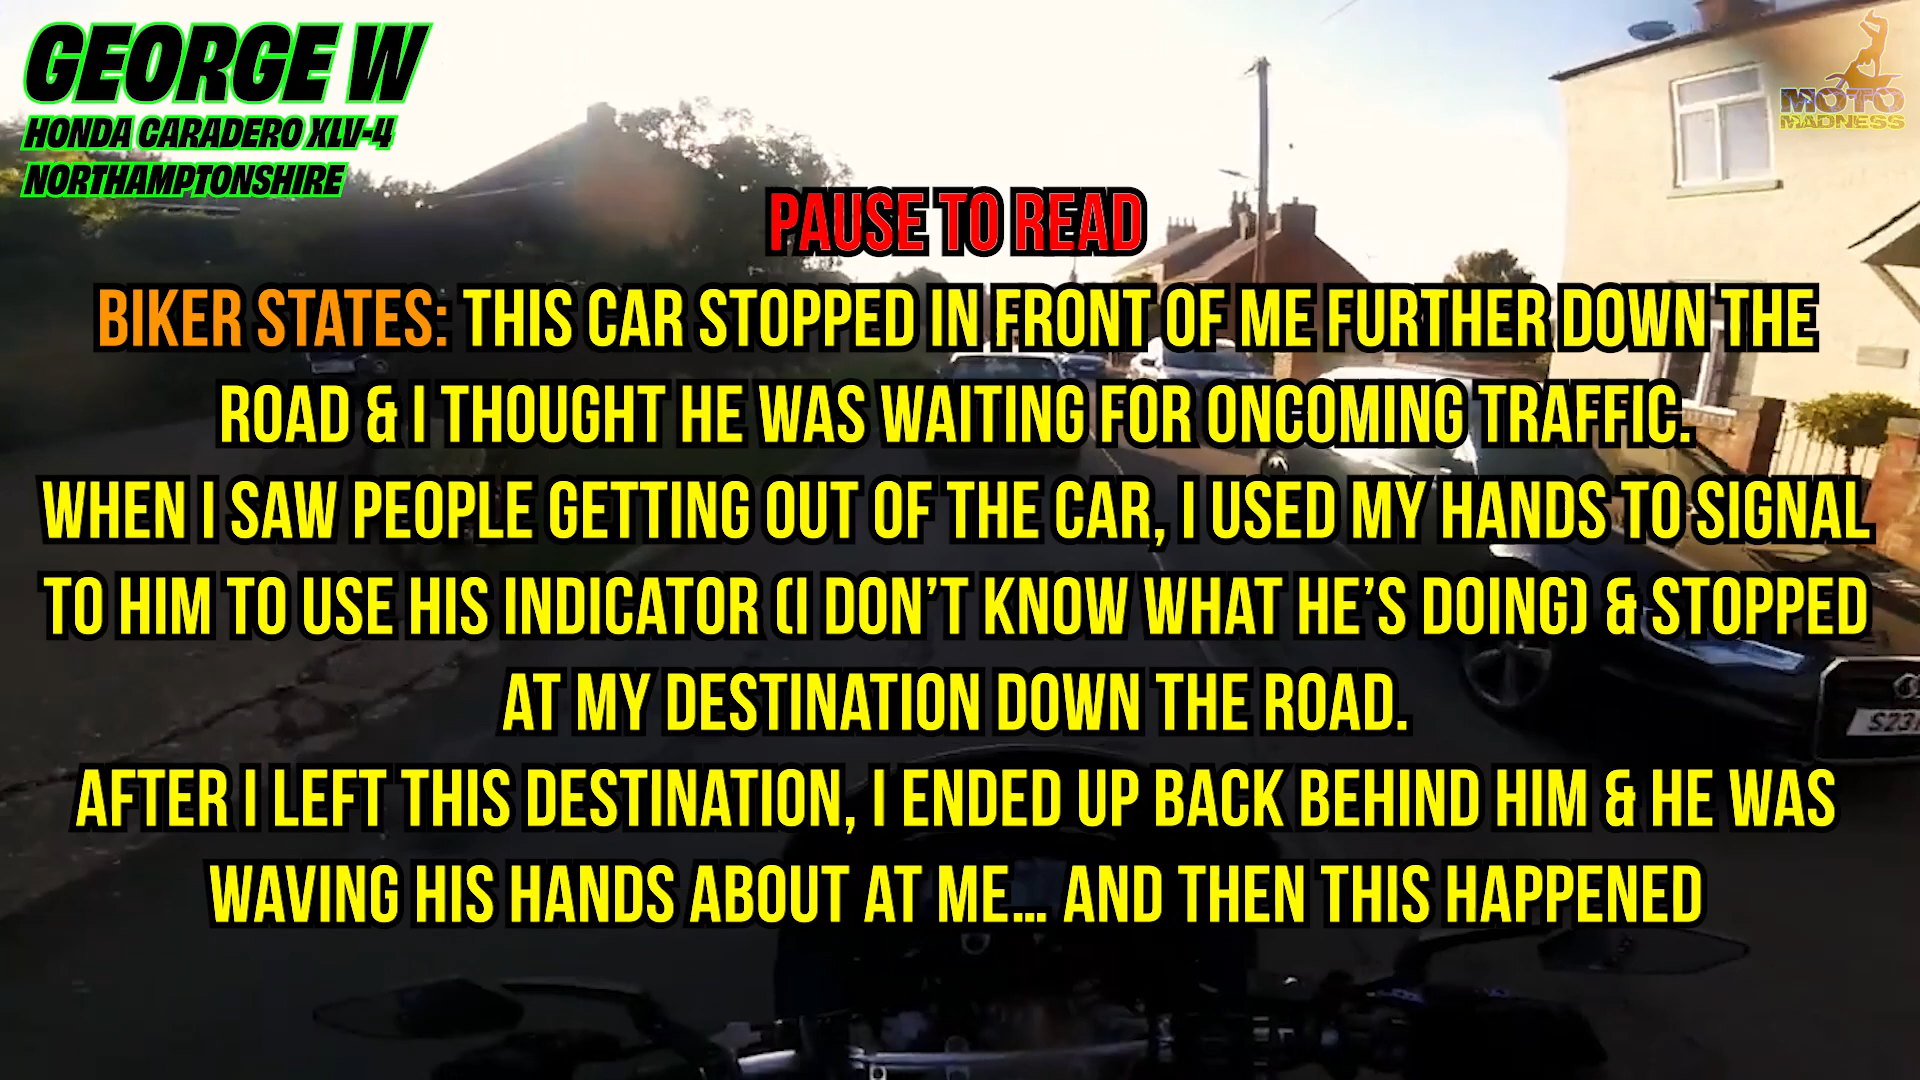 GEORGE W
HONDA CARADERO XLV-4
NORTHAMPTONSHIRE
MOTO
MADNESS
PAUSE TO READ
BIKER STATES: THIS CAR STOPPED IN FRONT OF ME FURTHER DOWN THE
ROAD & I THOUGHT HE WAS WAITING FOR ONCOMING TRAFFIC.
WHEN I SAW PEOPLE GETTING OUT OF THE CAR, I USED MY HANDS TO SIGNAL
TO HIM TO USE HIS INDICATOR (I DON'T KNOW WHAT HE'S DOING) & STOPPED
AT MY DESTINATION DOWN THE ROAD.
AFTER I LEFT THIS DESTINATION, I ENDED UP BACK BEHIND HIM & HE WAS
WAVING HIS HANDS ABOUT AT ME... AND THEN THIS HAPPENED